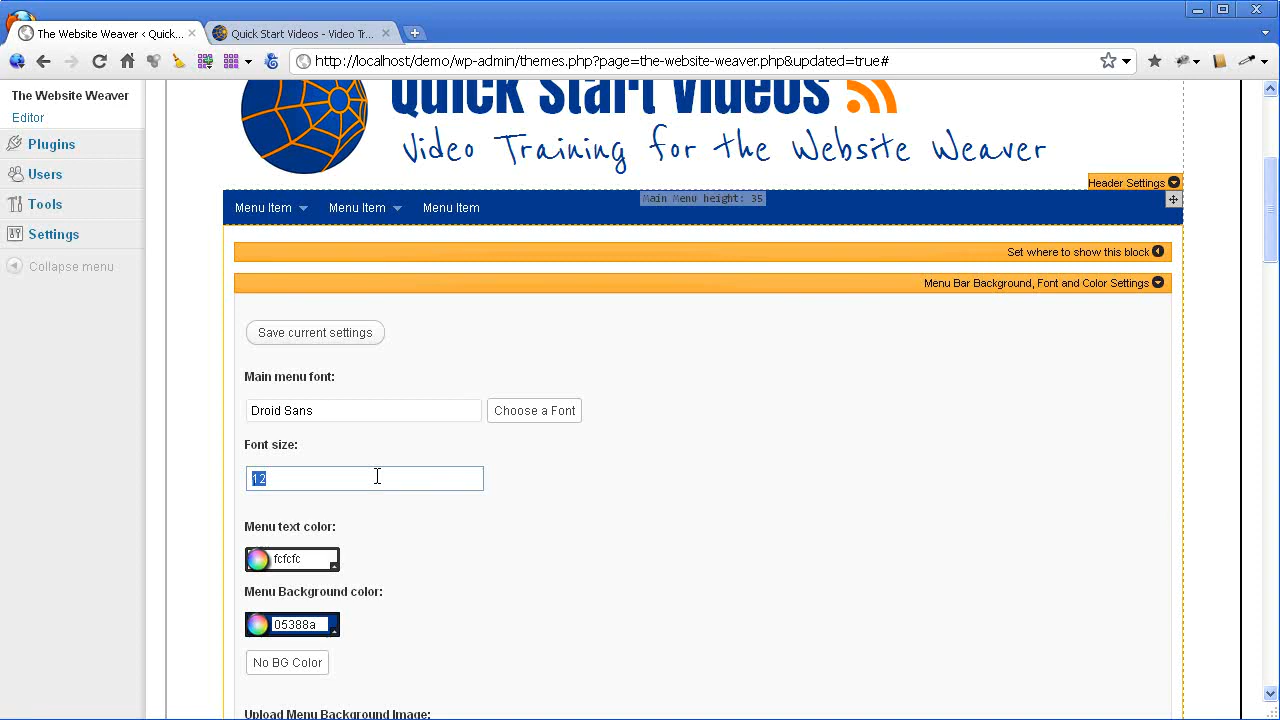 The Website Weaver ‹ Quick...
Quick Start Videos - Video Tr...
http://localhost/demo/wp-admin/themes.php?page=the-website-weaver.php&updated=true#
The Website Weaver
Editor
Plugins
Users
Tools
Settings
Collapse menu
Quick Start Videos
Video Training for the Website Weaver
Header Settings
Menu Item
Menu Item
Menu Item
Main Menu height: 35
Set where to show this block
Menu Bar Background, Font and Color Settings
Save current settings
Main menu font:
Droid Sans
Choose a Font
Font size:
12
Menu text color:
fcfcfc
Menu Background color:
05388a
No BG Color
Upload Menu Background Image: